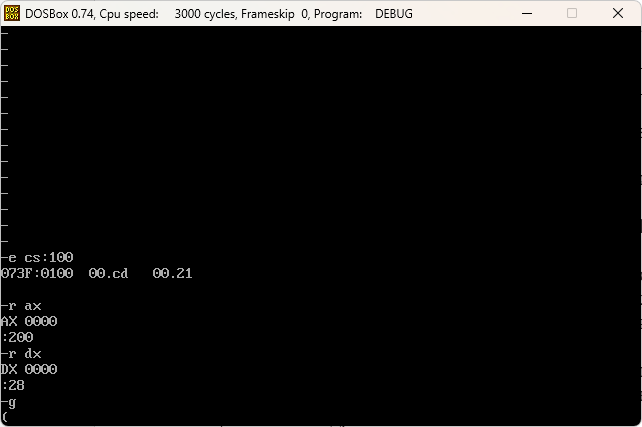 DOSBox 0.74, Cpu speed: 3000 cycles, Frameskip 0, Program: DEBUG
-
-
-
-
-
-
-
-
-
-
-
-
-
-
-e cs:100
073F:0100 00.cd 00.21
-r ax
AX 0000
:200
-r dx
DX 0000
:28
-g
(